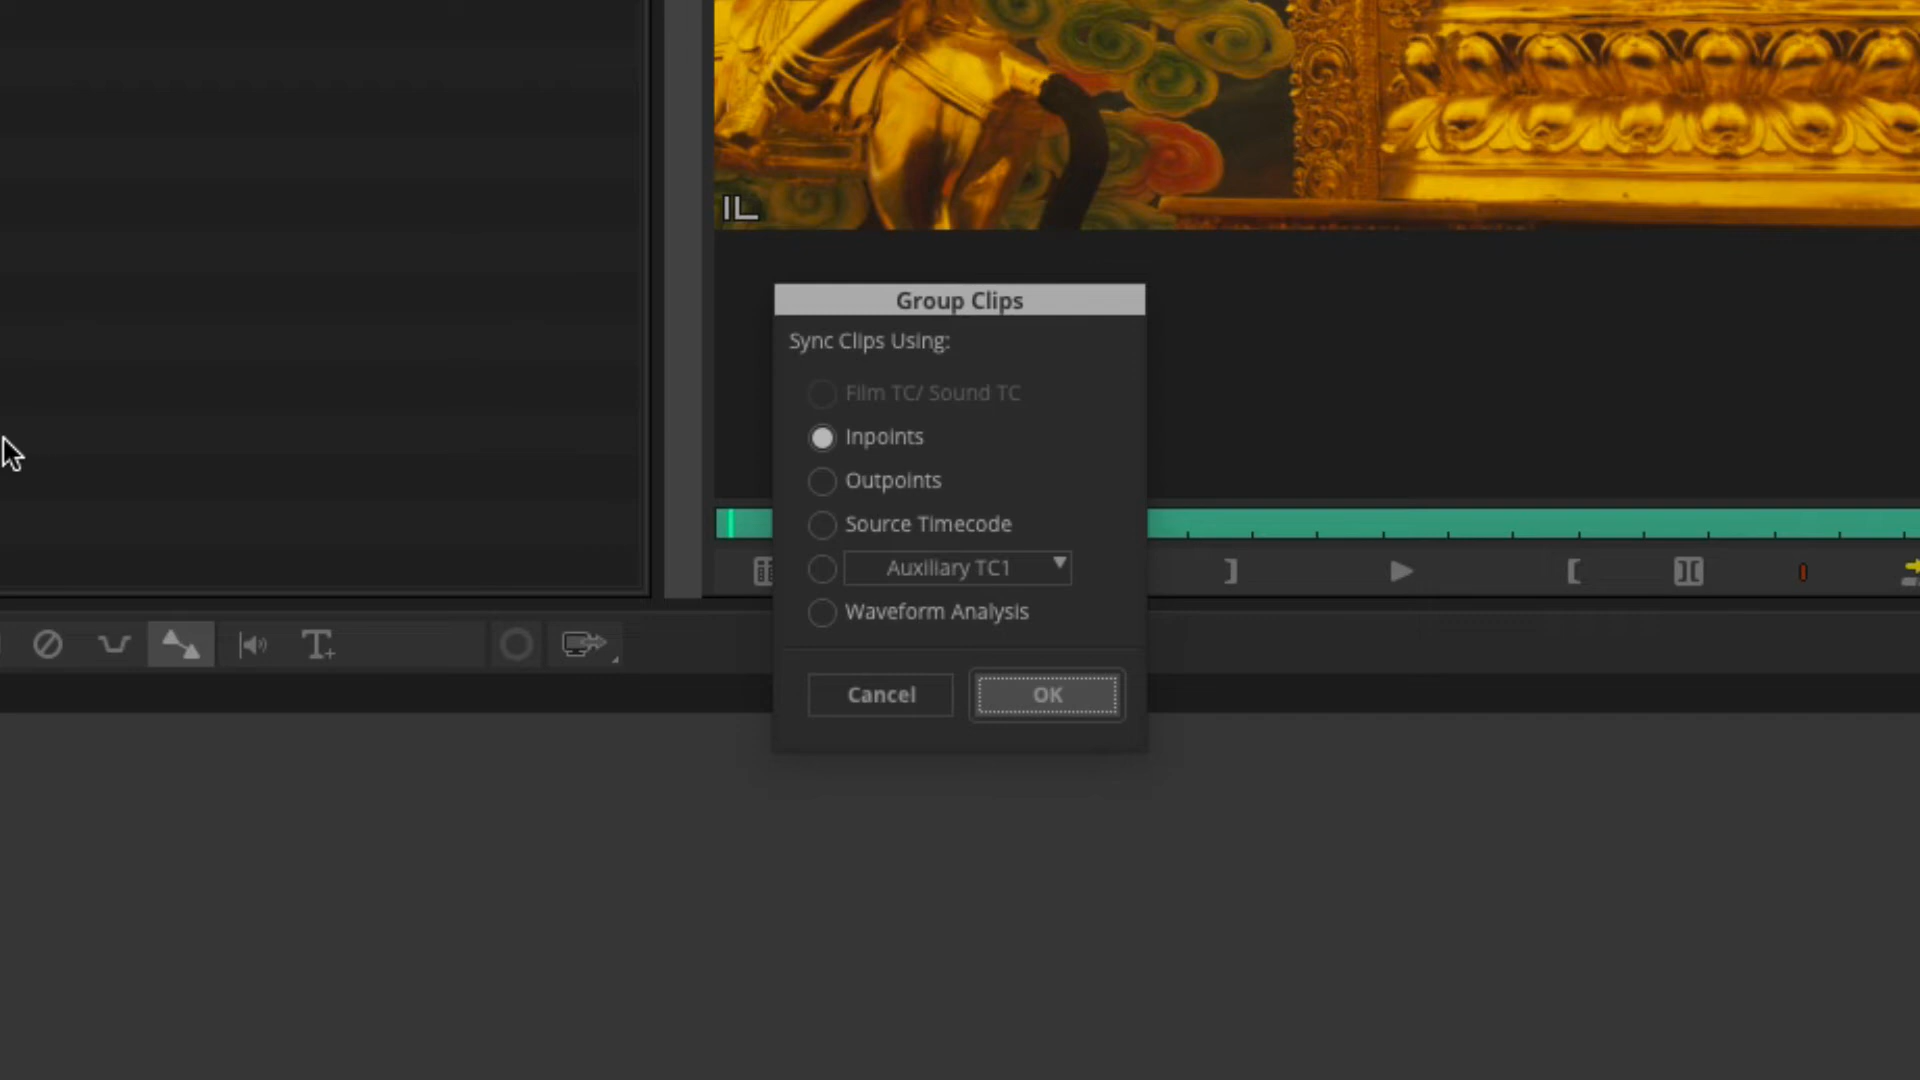 Group Clips
Sync Clips Using:
Film TC/ Sound TC
Inpoints
Outpoints
Source Timecode
Auxiliary TC1
Waveform Analysis
Cancel
OK